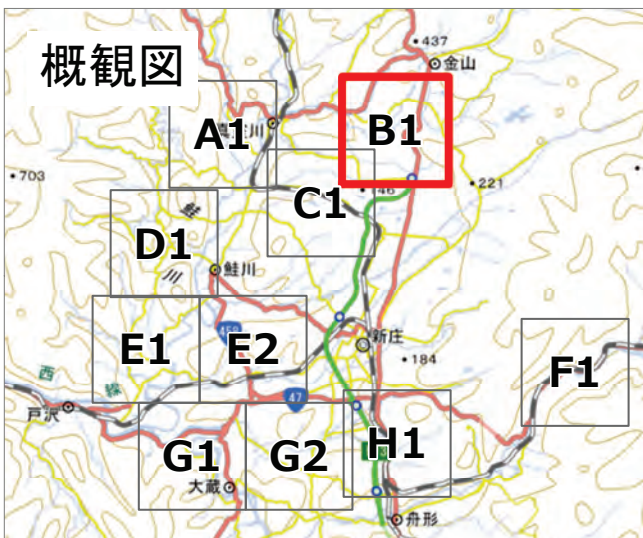 概観図
・437
金山
A1
川
B1
・703
46
・221
C1
鮭
D1
川
鮭川
E1
E2
458
新庄
・184
F1
西
線
47
戸沢
G1
G2
H1
大蔵
舟形